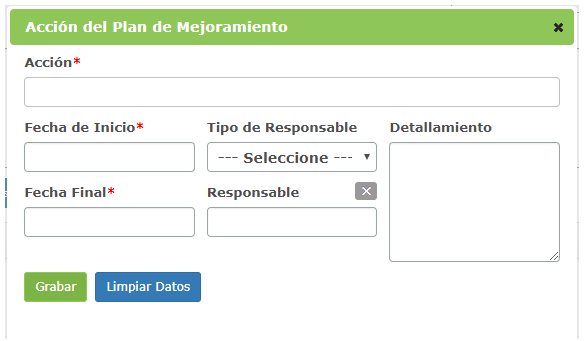 Acción del Plan de Mejoramiento
Acción*
Fecha de Inicio* Tipo de Responsable Detallamiento
--- Seleccione ---
Fecha Final* Responsable
Grabar Limpiar Datos